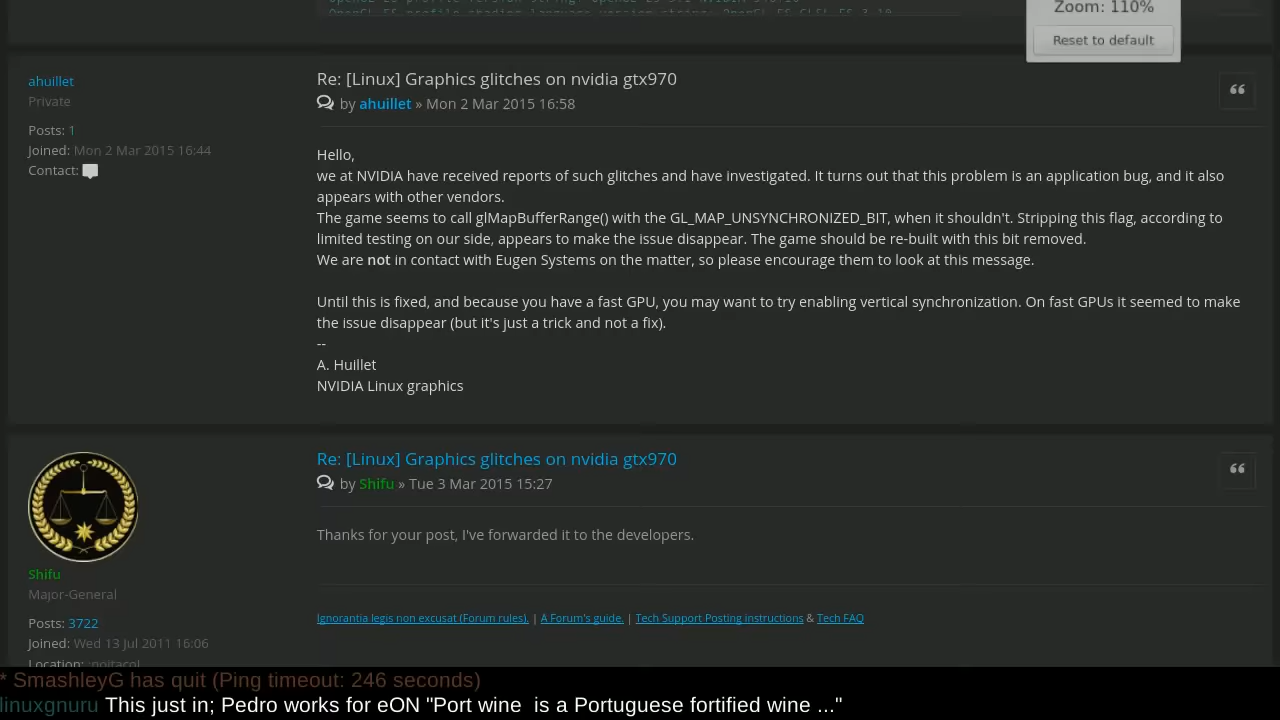 Zoom: 110%
Reset to default
ahuillet
Private
Posts: 1
Joined: Mon 2 Mar 2015 16:44
Contact:
Re: [Linux] Graphics glitches on nvidia gtx970
by ahuillet » Mon 2 Mar 2015 16:58
Hello,
we at NVIDIA have received reports of such glitches and have investigated. It turns out that this problem is an application bug, and it also
appears with other vendors.
The game seems to call glMapBufferRange() with the GL_MAP_UNSYNCHRONIZED_BIT, when it shouldn't. Stripping this flag, according to
limited testing on our side, appears to make the issue disappear. The game should be re-built with this bit removed.
We are not in contact with Eugen Systems on the matter, so please encourage them to look at this message.
Until this is fixed, and because you have a fast GPU, you may want to try enabling vertical synchronization. On fast GPUs it seemed to make
the issue disappear (but it's just a trick and not a fix).
--
A. Huillet
NVIDIA Linux graphics
Shifu
Major-General
Posts: 3722
Joined: Wed 13 Jul 2011 16:06
Location: :noitacol
Re: [Linux] Graphics glitches on nvidia gtx970
by Shifu » Tue 3 Mar 2015 15:27
Thanks for your post, I've forwarded it to the developers.
Ignorantia legis non excusat (Forum rules). | A Forum's guide. | Tech Support Posting instructions & Tech FAQ
* SmashleyG has quit (Ping timeout: 246 seconds)
linuxgnuru This just in; Pedro works for eON "Port wine  is a Portuguese fortified wine ..."